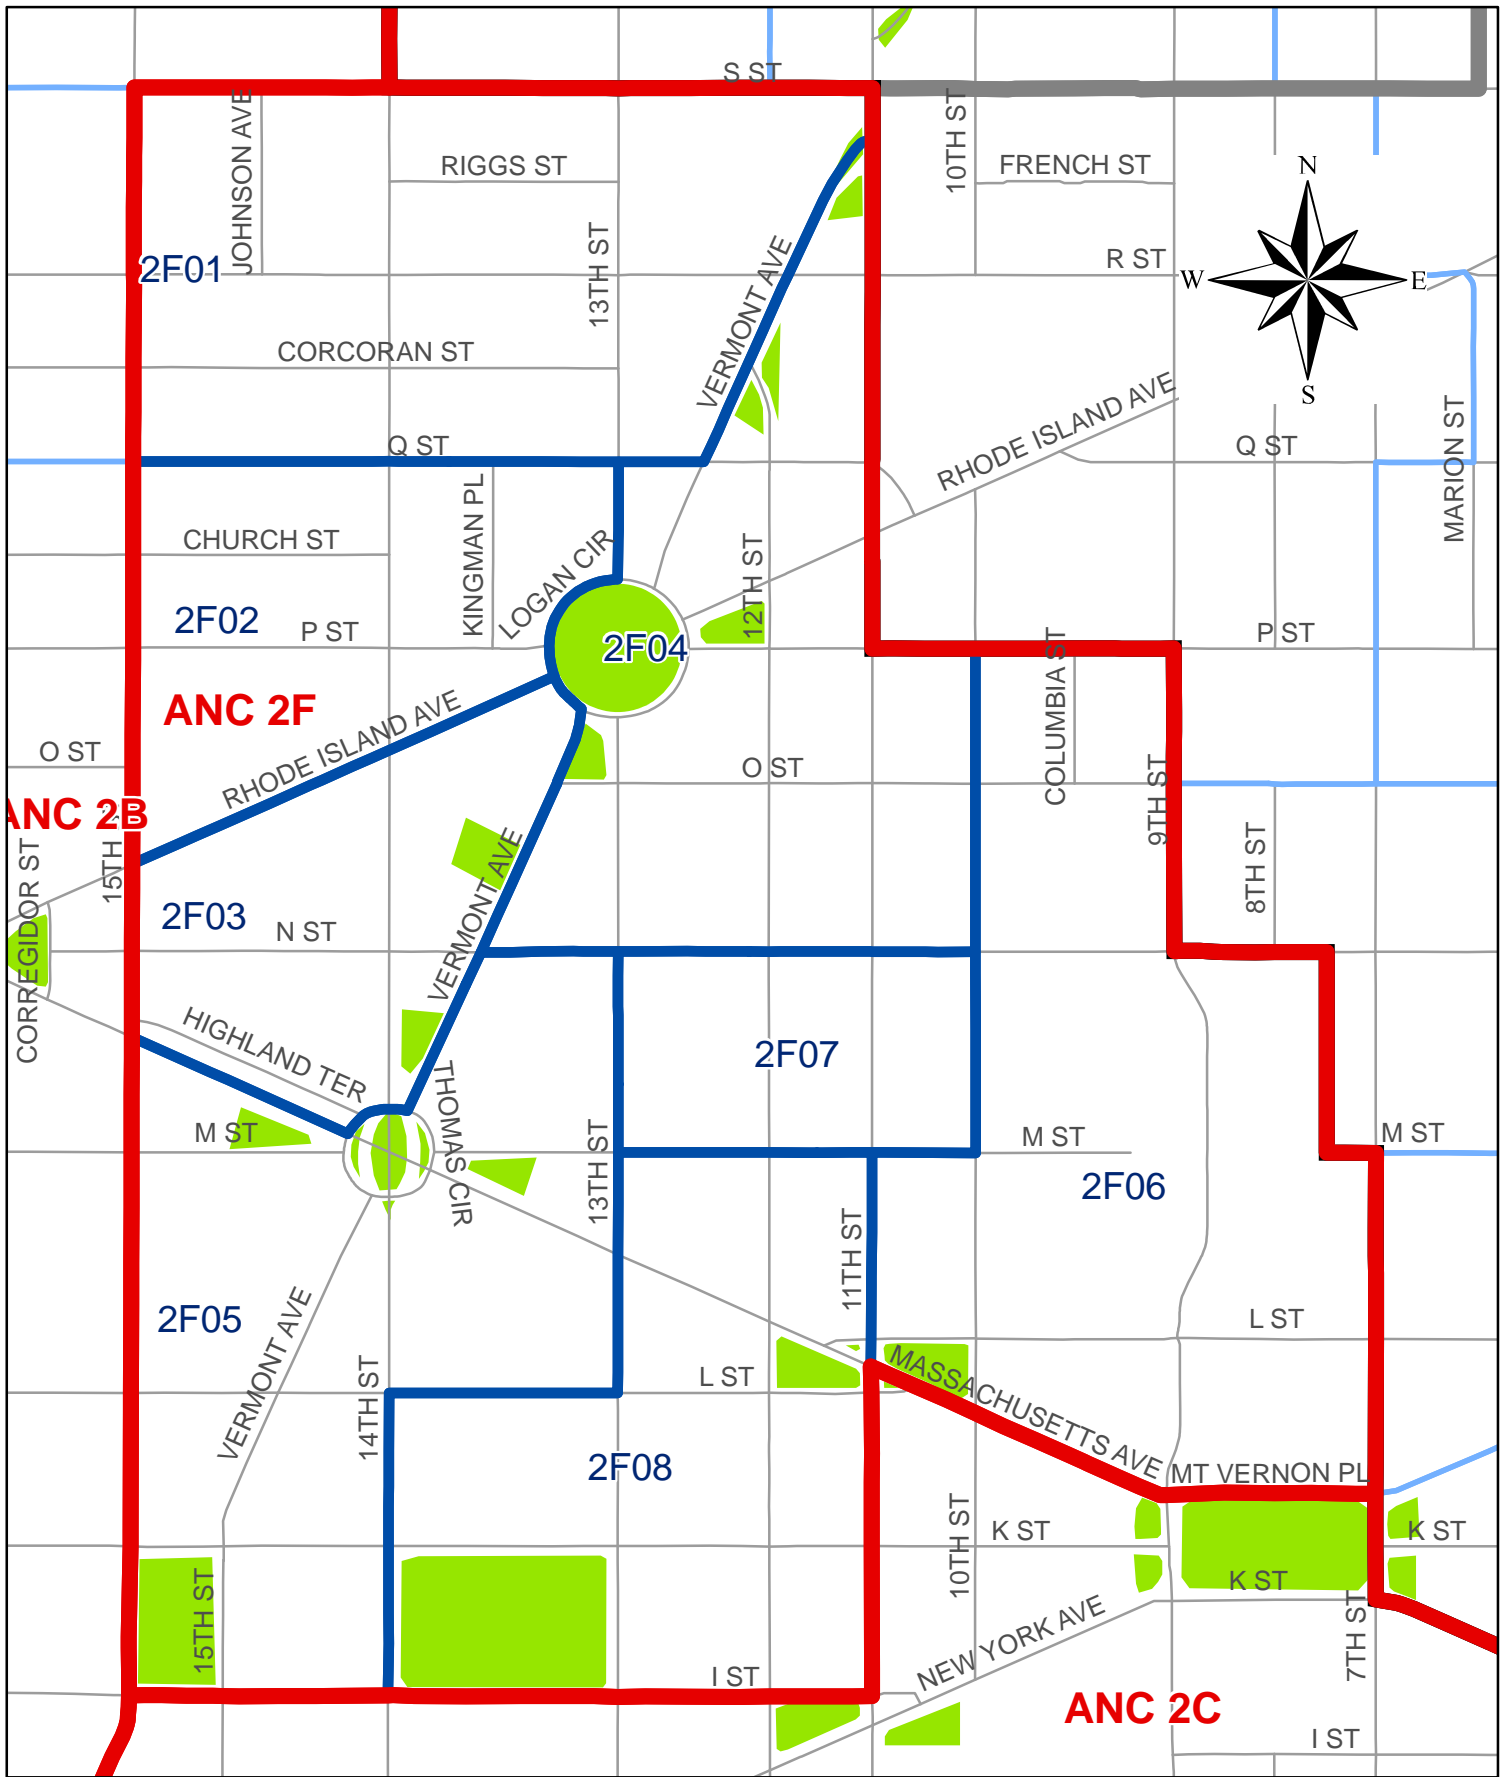 S ST
JOHNSON AVE
10TH ST
RIGGS ST
FRENCH ST
N
13TH ST
VERMONT AVE
R ST
2F01
W
E
CORCORAN ST
RHODE ISLAND AVE
S
MARION ST
Q ST
Q ST
KINGMAN PL
CHURCH ST
LOGAN CIR
12TH ST
2F02
P ST
2F04
P ST
COLUMBIA ST
ANC 2F
RHODE ISLAND AVE
O ST
O ST
9TH ST
ANC 2B
15TH
8TH ST
CORREGIDOR ST
VERMONT AVE
2F03
N ST
HIGHLAND TER
2F07
THOMAS CIR
M ST
13TH ST
M ST
M ST
2F06
11TH ST
2F05
VERMONT AVE
L ST
14TH ST
L ST
MASSACHUSETTS AVE
2F08
MT VERNON PL
10TH ST
K ST
K ST
K ST
15TH ST
NEW YORK AVE
7TH ST
I ST
ANC 2C
I ST